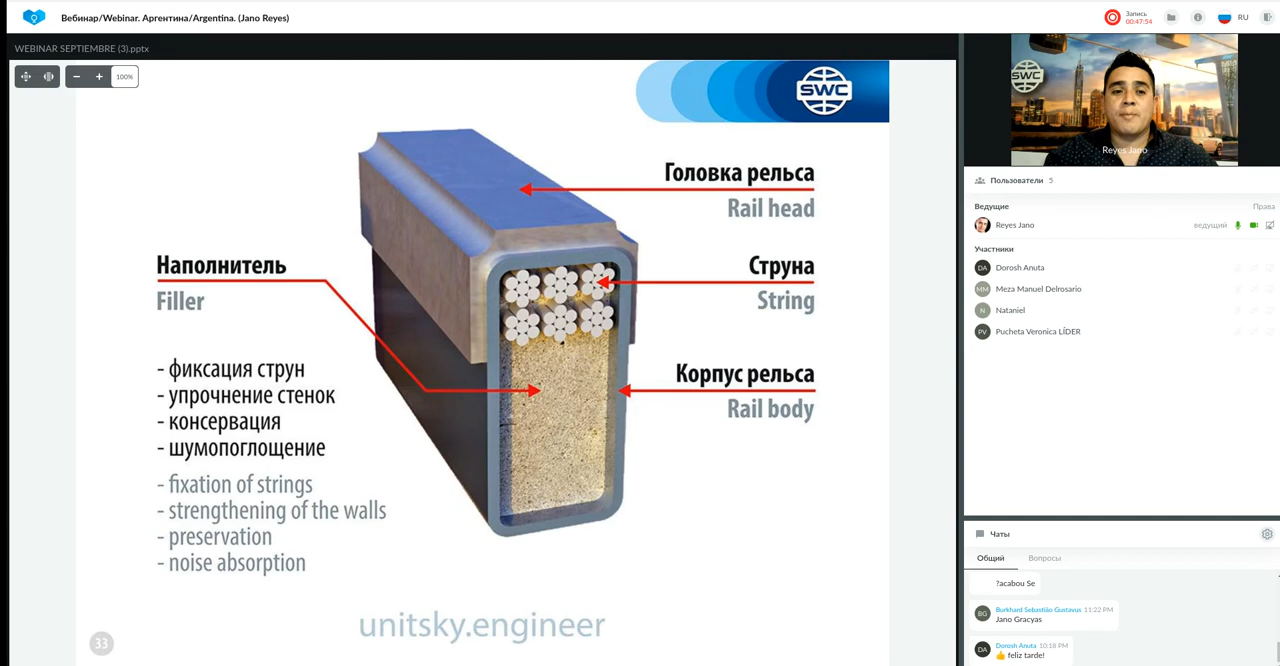 Вебинар/Webinar. Аргентина/Argentina. (Jano Reyes)
Запись
00:47:54
RU
WEBINAR SEPTIEMBRE (3).pptx
100%
SWC
Головка рельса
Rail head
Наполнитель
Filler
Струна
String
Корпус рельса
Rail body
- фиксация струн
- упрочнение стенок
- консервация
- шумопоглощение
- fixation of strings
- strengthening of the walls
- preservation
- noise absorption
unitsky.engineer
33
SWC
Reyes Jano
Пользователи 5
Ведущие
Права
Reyes Jano
ведущий
Участники
DA Dorosh Anuta
MM Meza Manuel Delrosario
N Nataniel
PV Pucheta Veronica LÍDER
Чаты
Общий
Вопросы
?acabou Se
BG Burkhard Sebastião Gustavus 11:22 PM
Jano Gracyas
DA Dorosh Anuta 10:18 PM
👍 feliz tarde!